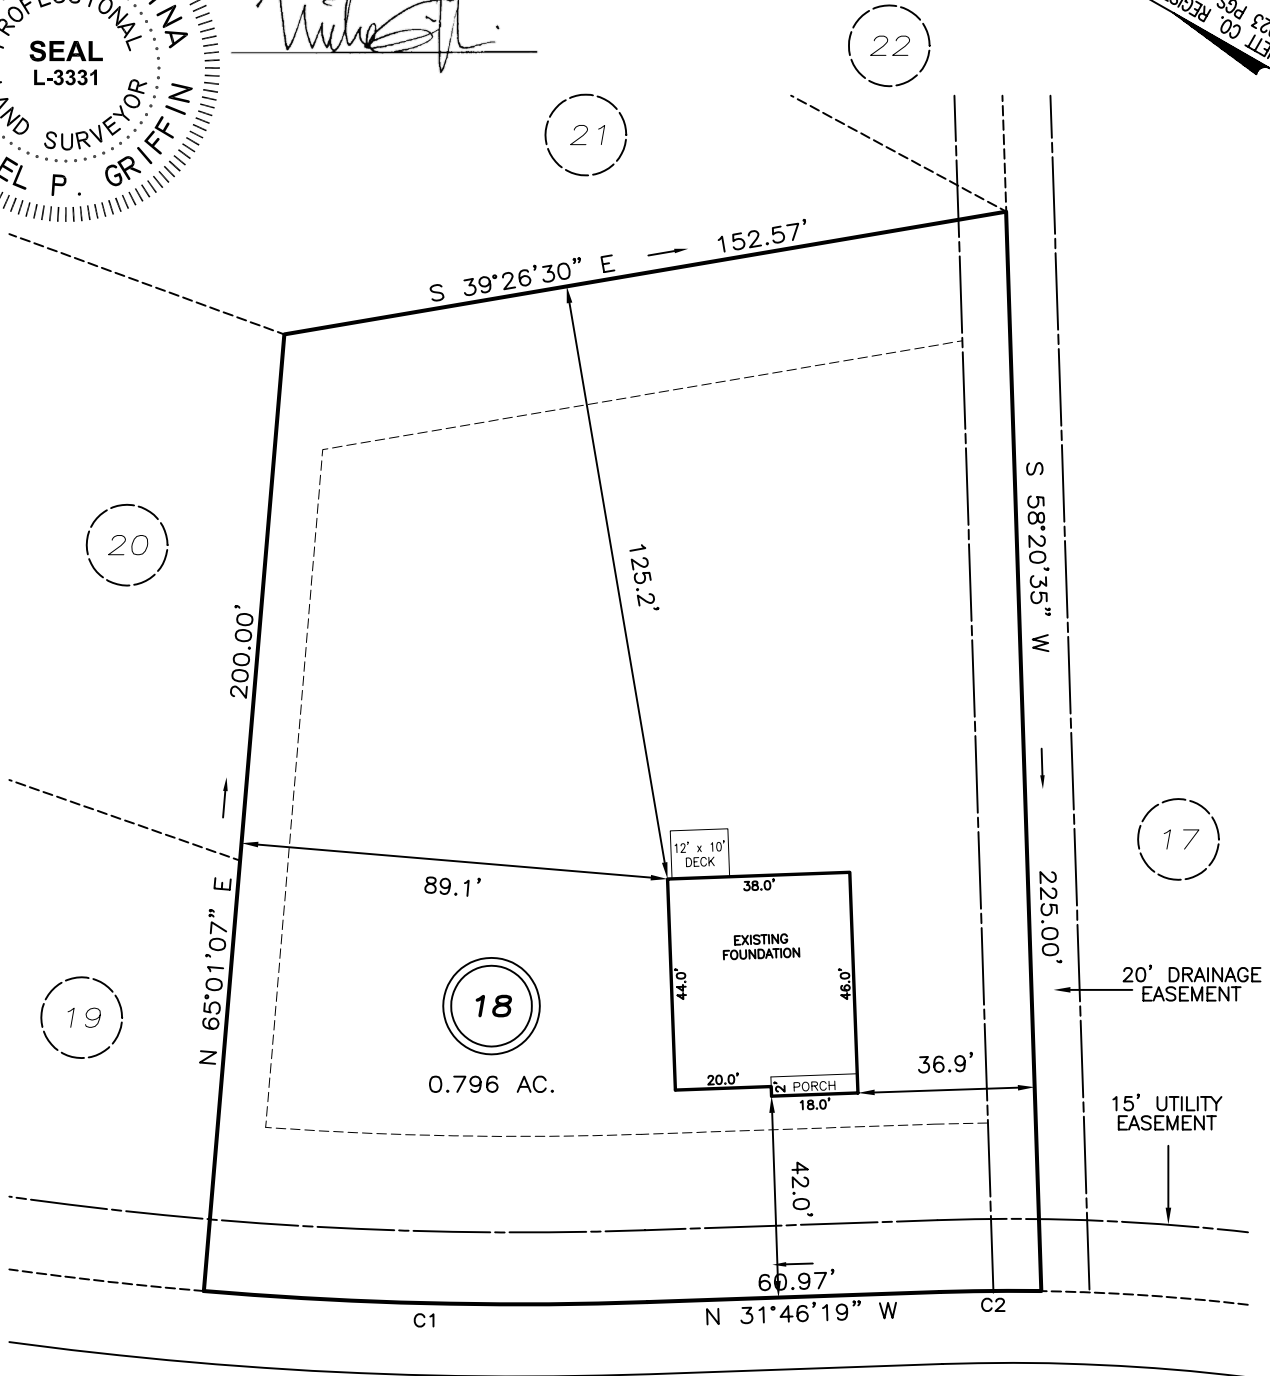 PROFESSIONAL
SEAL
L-3331
SURVEYOR
P. GRIFFIN
CO.
22
21
S 39°26'30" E
152.57'
20
200.00'
125.2'
S 58°20'35" W
12' x 10'
DECK
17
89.1'
38.0'
225.00'
N 65°01'07" E
EXISTING
FOUNDATION
20' DRAINAGE
EASEMENT
44.0'
46.0'
18
19
0.796 AC.
36.9'
20.0'
2'
PORCH
18.0'
15' UTILITY
EASEMENT
42.0'
60.97'
C1
N 31°46'19" W
C2